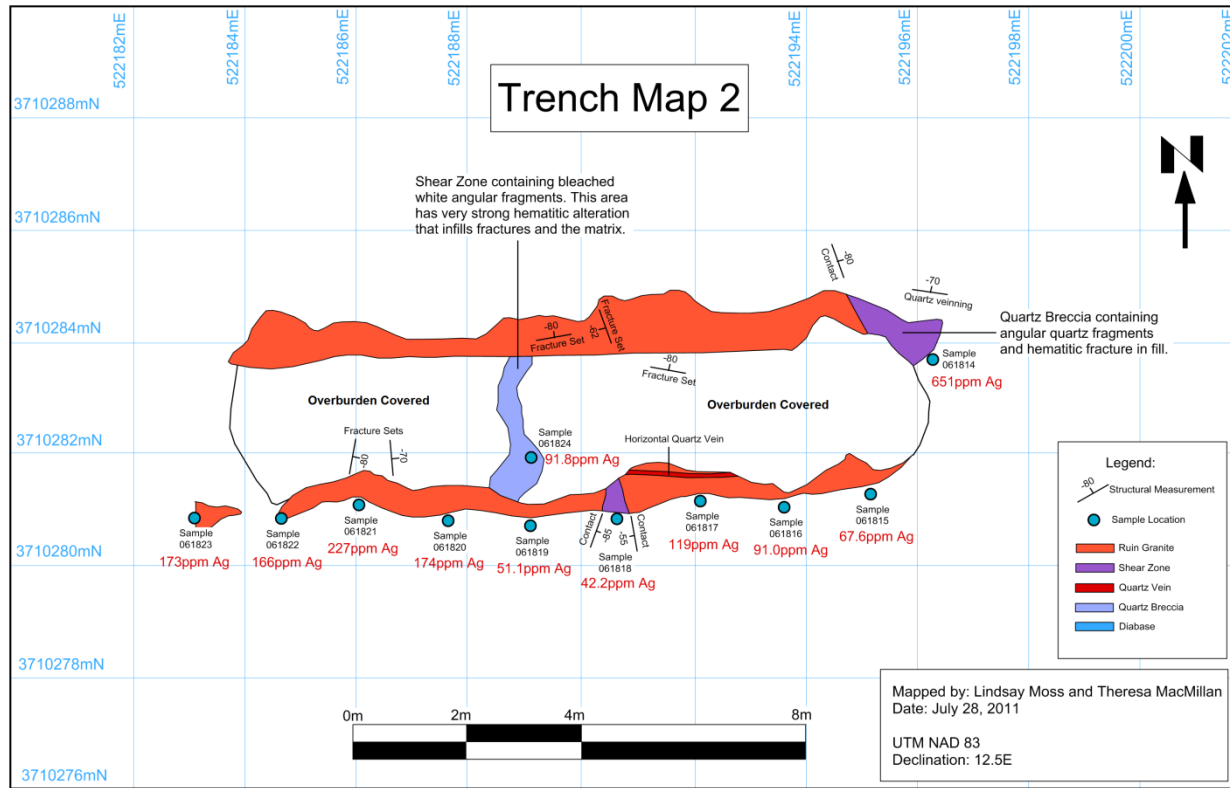 522182mE
522184mE
522186mE
522188mE
522194mE
522196mE
522198mE
522200mE
522202mE
Trench Map 2
3710288mN
3710286mN
3710284mN
3710282mN
3710280mN
3710278mN
3710276mN
N
Shear Zone containing bleached
white angular fragments. This area
has very strong hematitic alteration
that infills fractures and the matrix.
-80
Contact
-70
Quartz veinning
-80
Fracture Set
-62
Fracture Set
-80
Fracture Set
Quartz Breccia containing
angular quartz fragments
and hematitic fracture in fill.
Sample
061814
651ppm Ag
Overburden Covered
Overburden Covered
Fracture Sets
-80
-70
Sample
061824
91.8ppm Ag
Horizontal Quartz Vein
Sample
061823
173ppm Ag
Sample
061822
166ppm Ag
Sample
061821
227ppm Ag
Sample
061820
174ppm Ag
Sample
061819
51.1ppm Ag
Contact
-85
-55
Contact
Sample
061818
42.2ppm Ag
Sample
061817
119ppm Ag
Sample
061816
91.0ppm Ag
Sample
061815
67.6ppm Ag
Legend:
-80
Structural Measurement
Sample Location
Ruin Granite
Shear Zone
Quartz Vein
Quartz Breccia
Diabase
0m
2m
4m
8m
Mapped by: Lindsay Moss and Theresa MacMillan
Date: July 28, 2011
UTM NAD 83
Declination: 12.5E